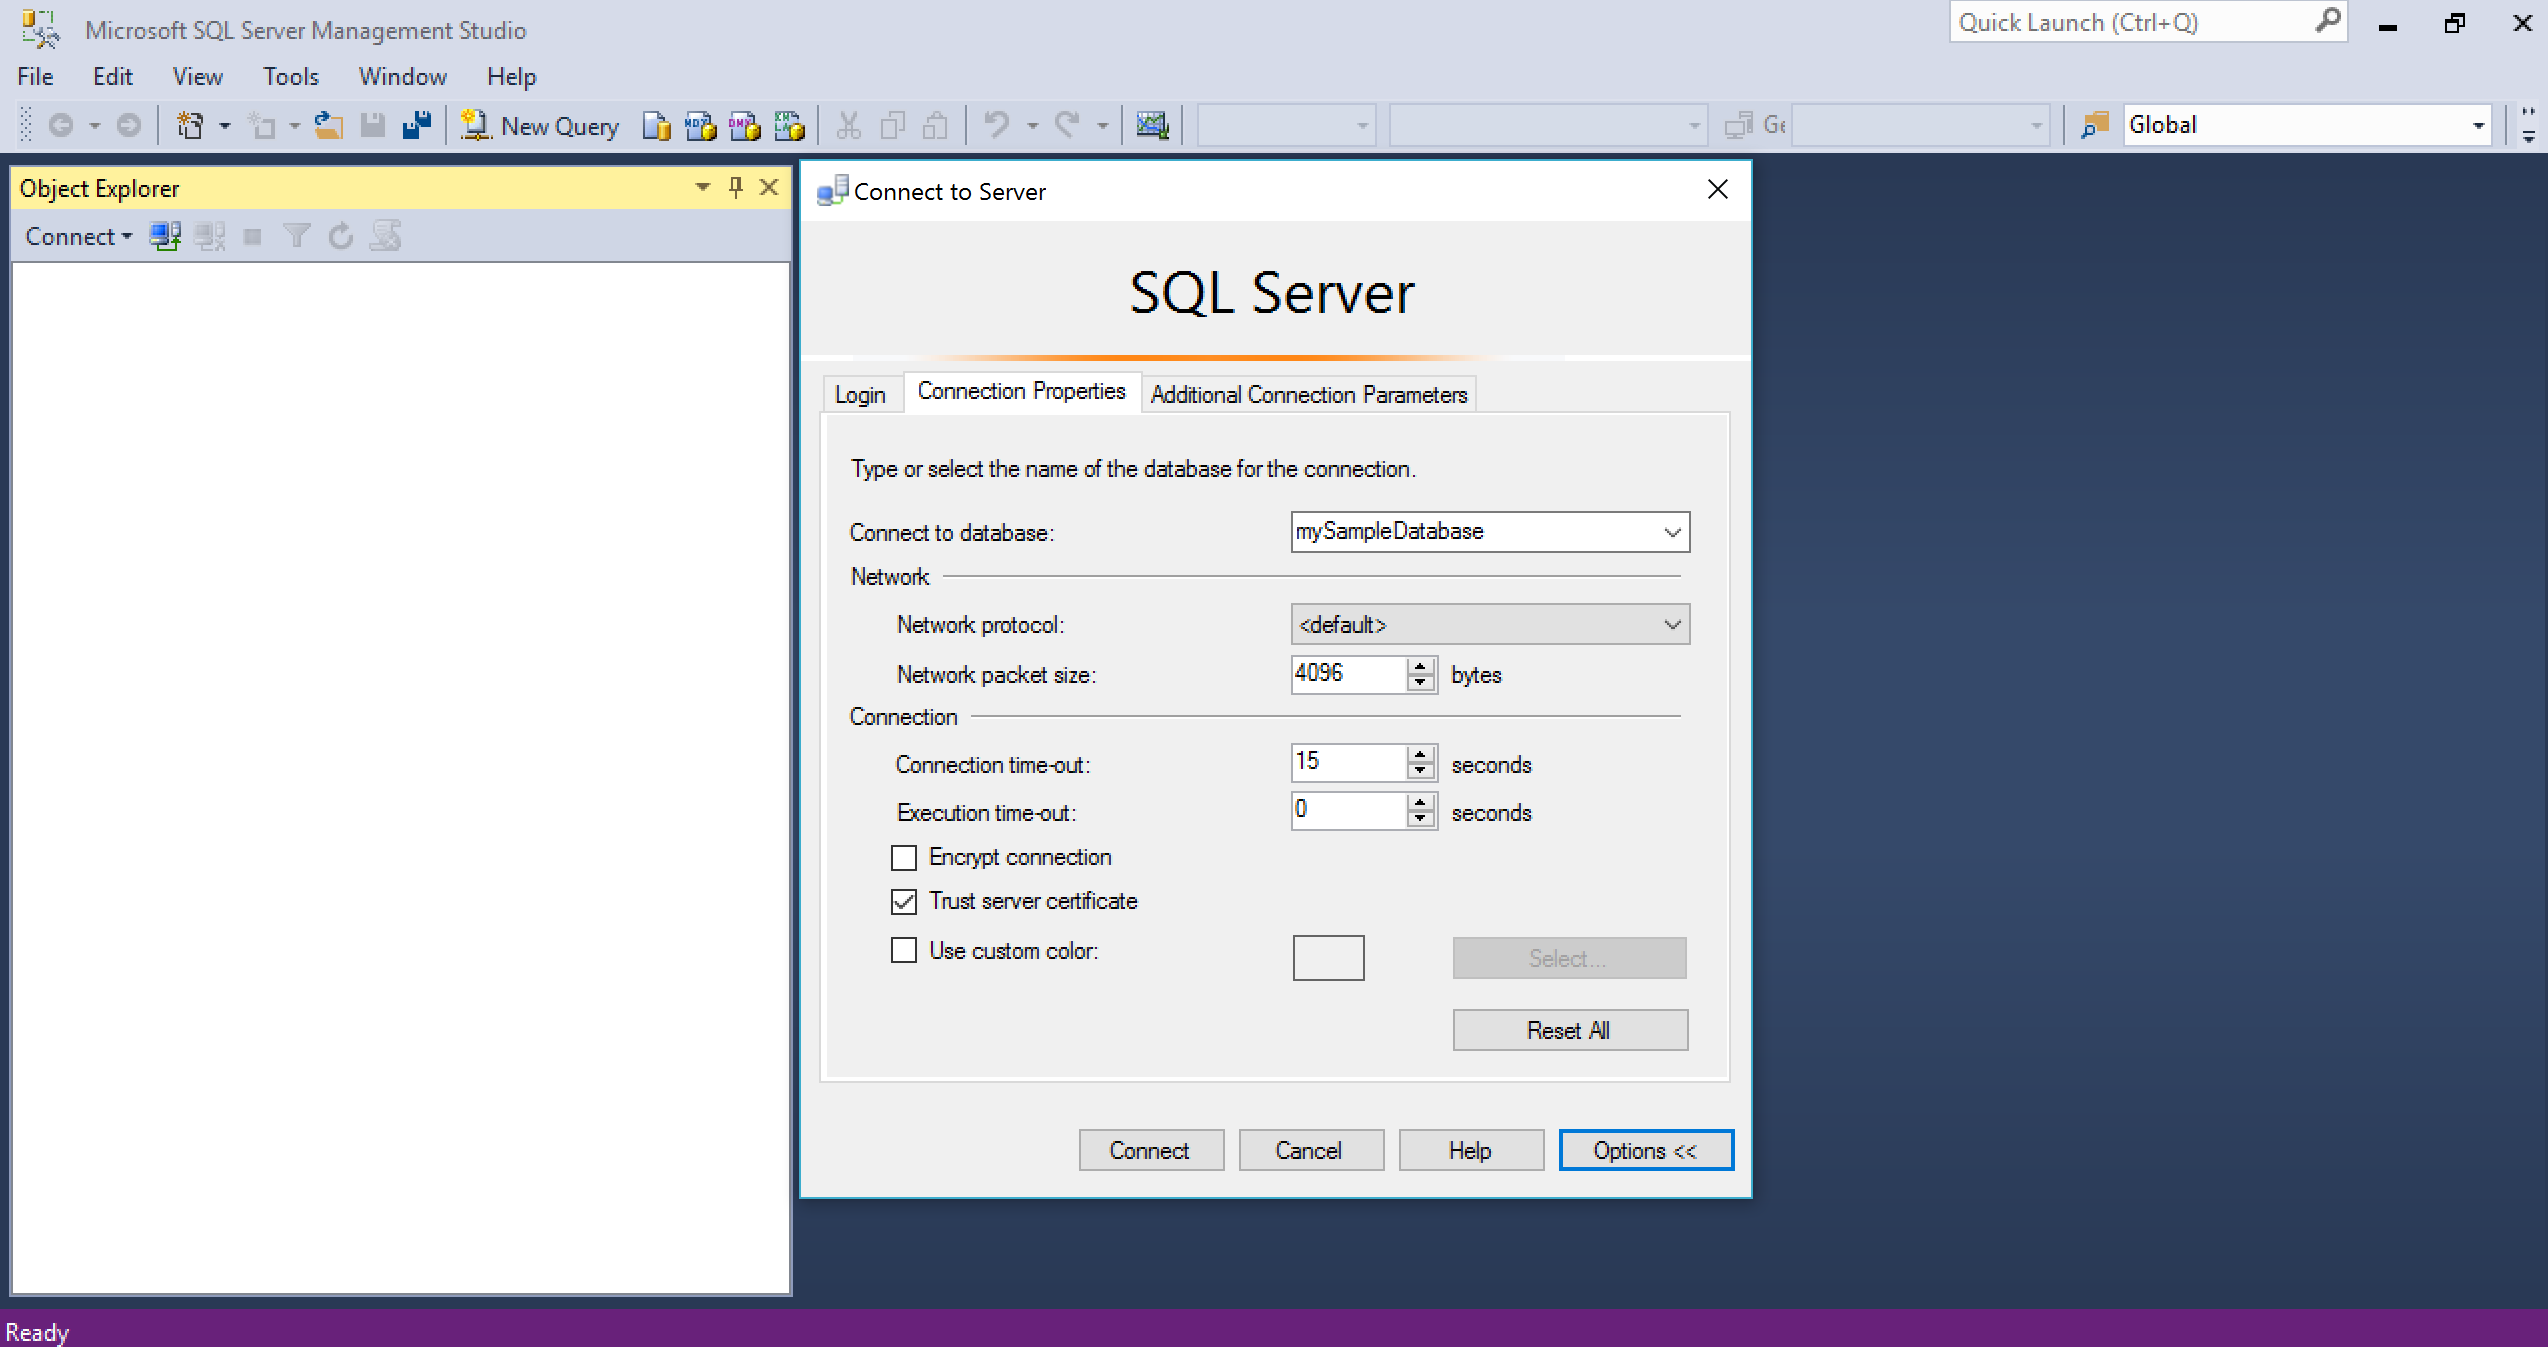 Microsoft SQL Server Management Studio
Quick Launch (Ctrl+Q)
File Edit View Tools Window Help
New Query
Ge
Global
Object Explorer
Connect
Connect to Server
SQL Server
Login Connection Properties Additional Connection Parameters
Type or select the name of the database for the connection.
Connect to database: mySampleDatabase
Network
Network protocol: <default>
Network packet size: 4096 bytes
Connection
Connection time-out: 15 seconds
Execution time-out: 0 seconds
Encrypt connection
Trust server certificate
Use custom color: Select...
Reset All
Connect Cancel Help Options <<
Ready